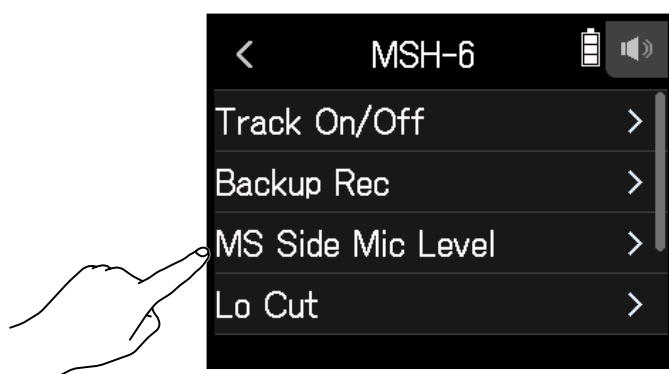 MSH-6
Track On/Off
Backup Rec
MS Side Mic Level
Lo Cut